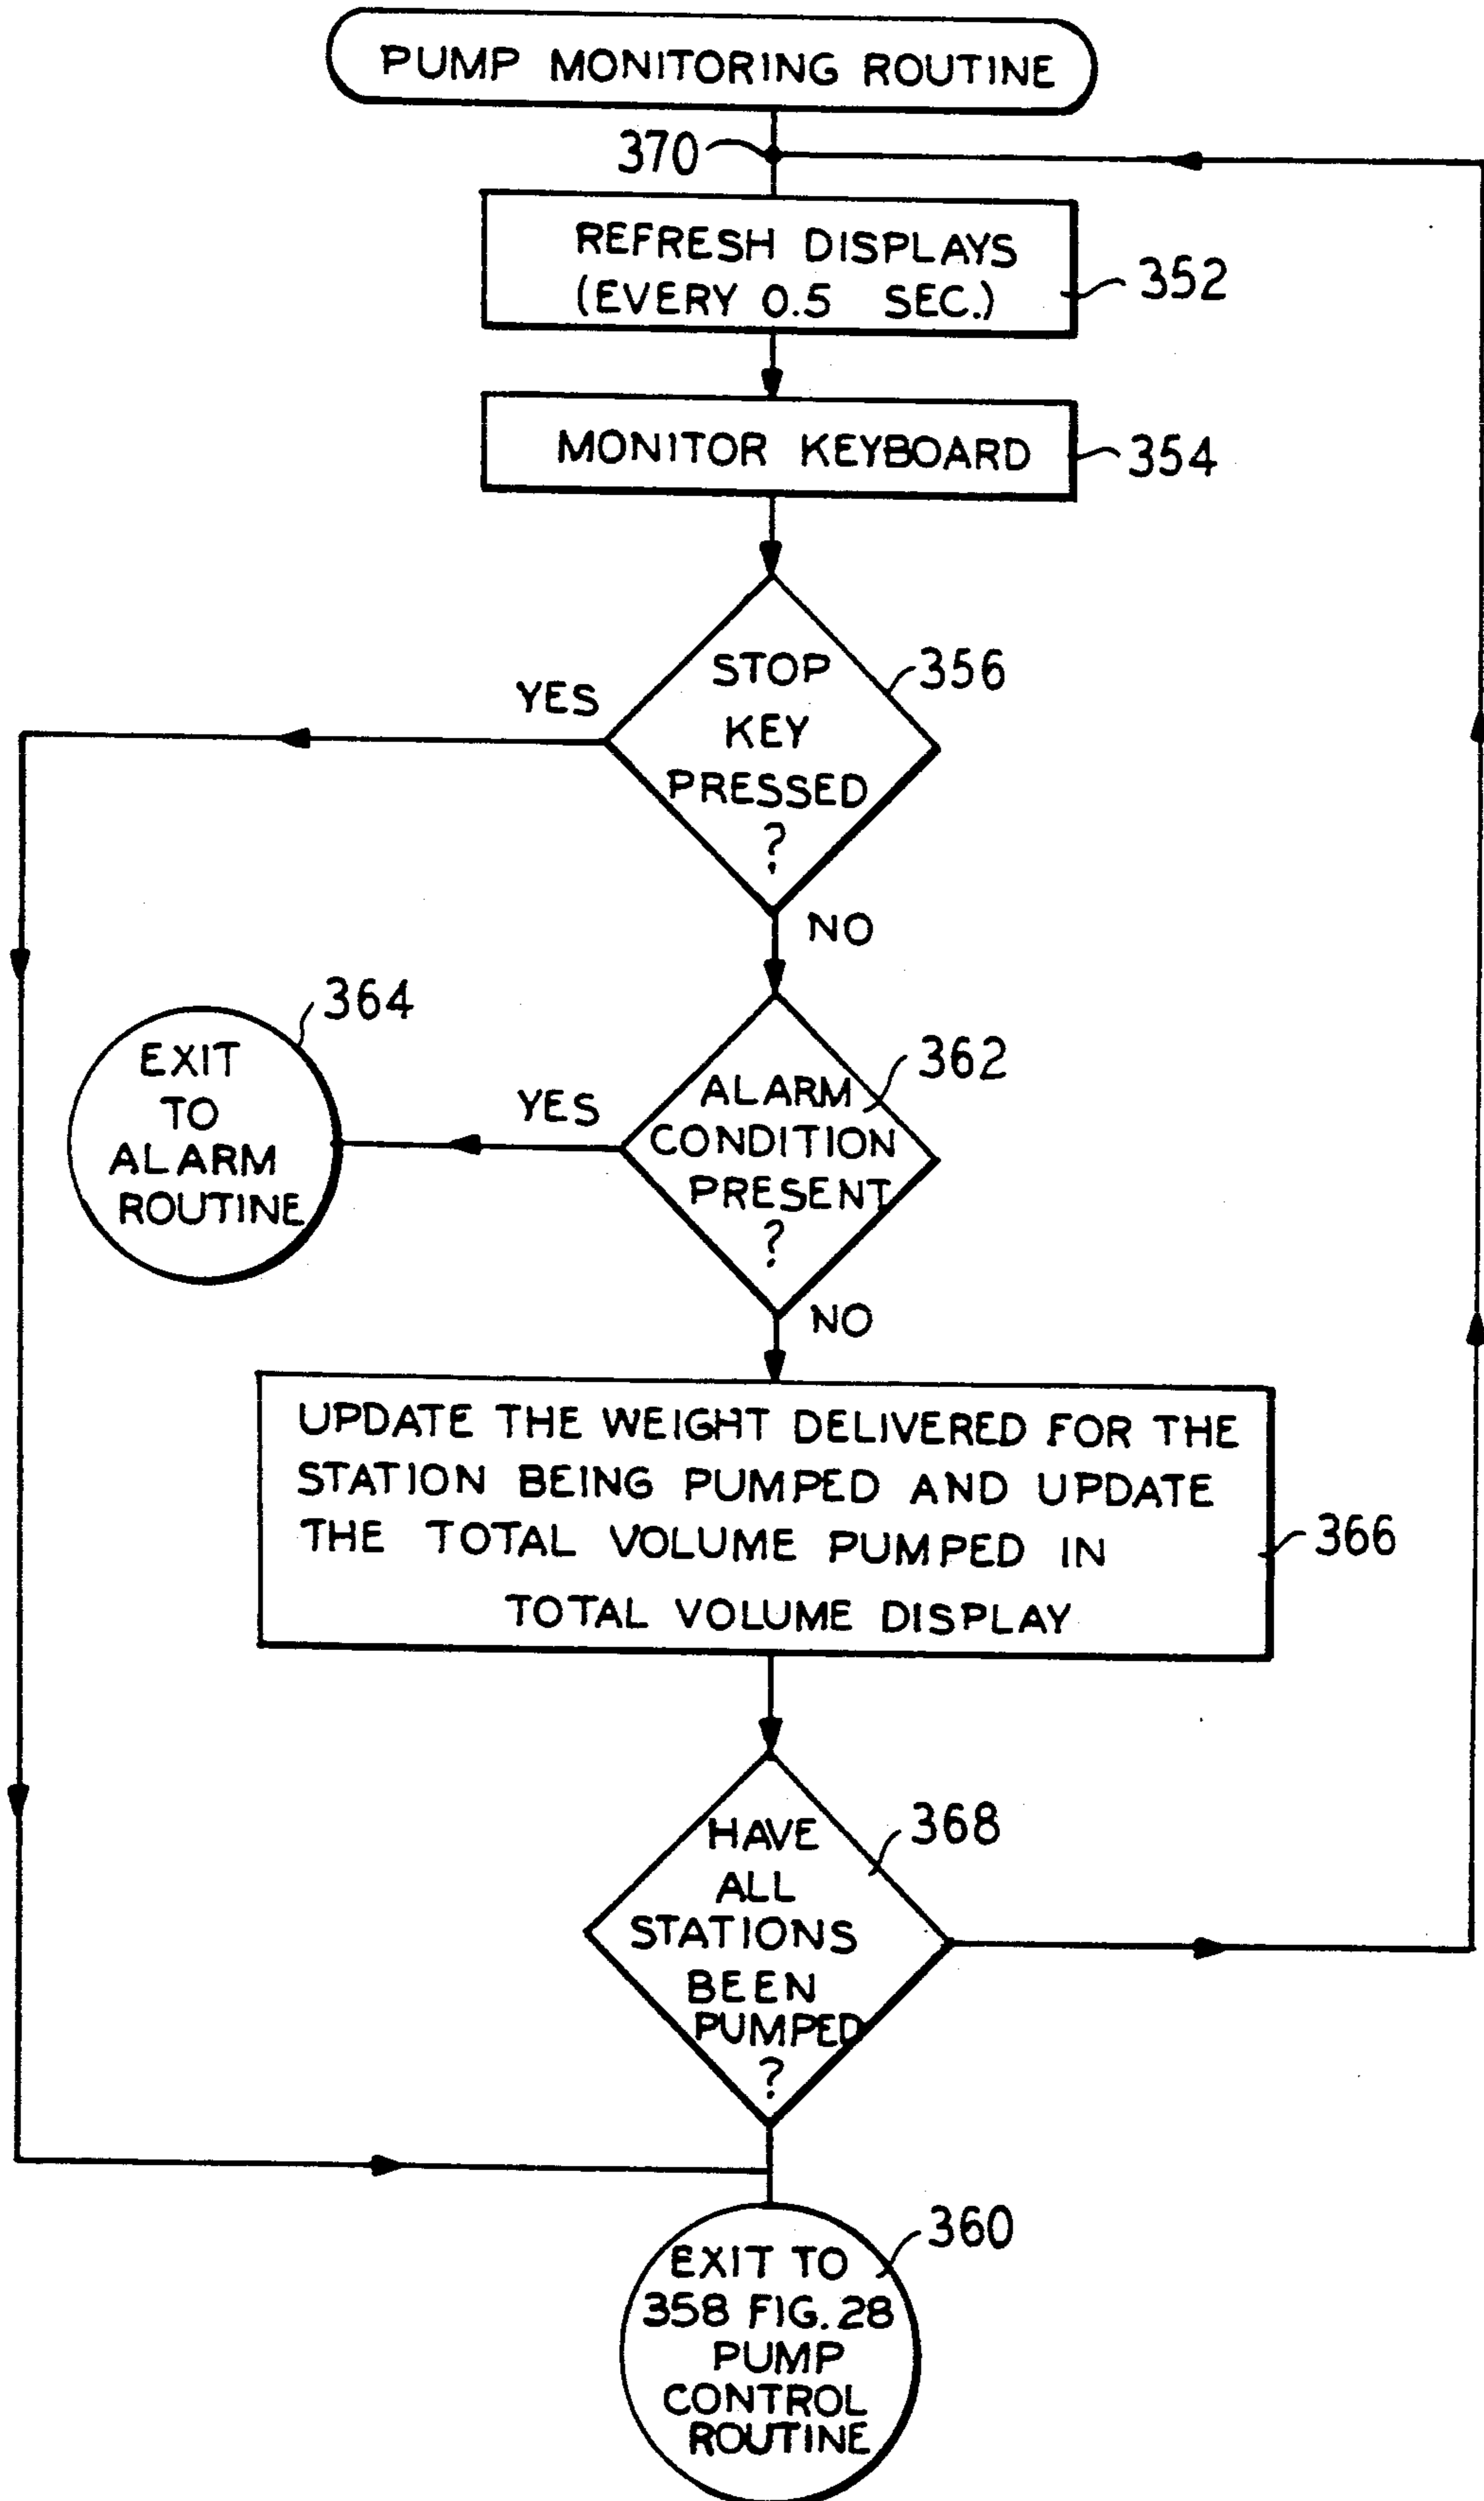 PUMP MONITORING ROUTINE
370
REFRESH DISPLAYS
(EVERY 0.5 SEC.)
352
MONITOR KEYBOARD
354
STOP
KEY
PRESSED
?
356
YES
NO
364
EXIT
TO
ALARM
ROUTINE
YES
ALARM
CONDITION
PRESENT
?
362
NO
UPDATE THE WEIGHT DELIVERED FOR THE
STATION BEING PUMPED AND UPDATE
THE TOTAL VOLUME PUMPED IN
TOTAL VOLUME DISPLAY
366
HAVE
ALL
STATIONS
BEEN
PUMPED
?
368
360
EXIT TO
358 FIG. 28
PUMP
CONTROL
ROUTINE